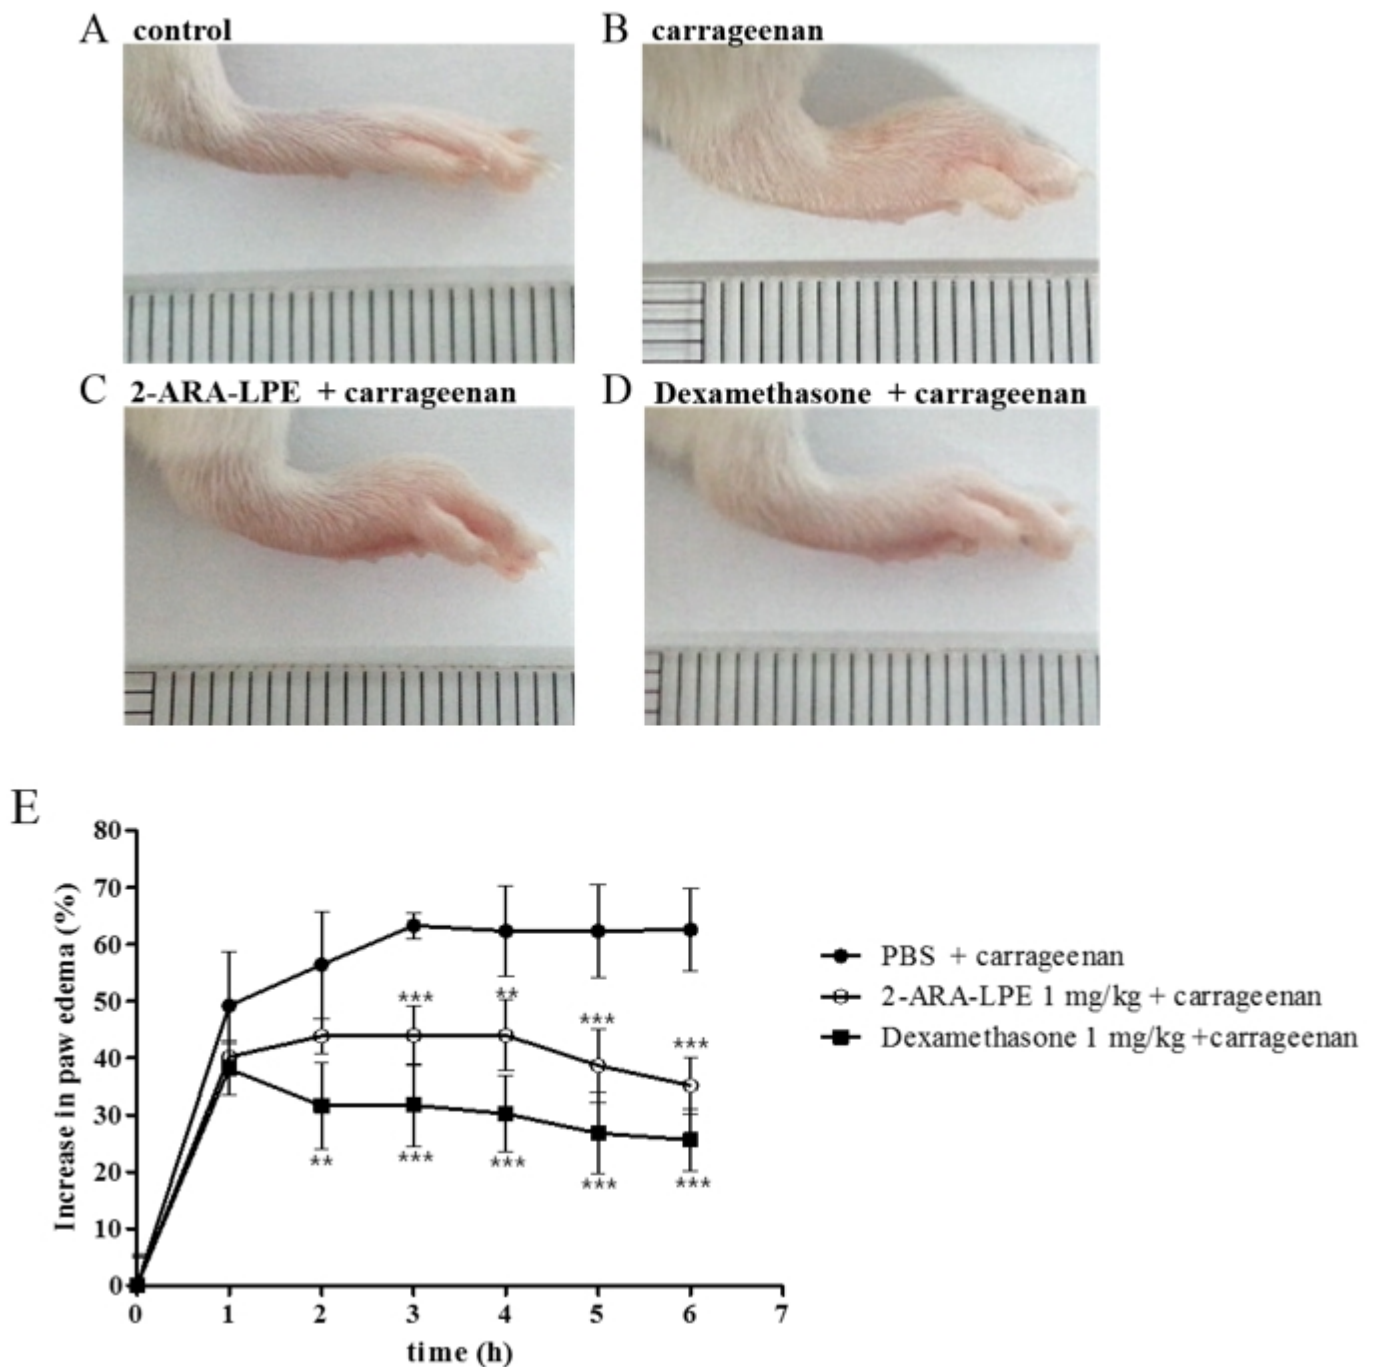 A control
B carrageenan
C 2-ARA-LPE + carrageenan
D Dexamethasone + carrageenan
E
80
70
60
50
40
30
20
10
0
Increase in paw edema (%)
***
**
***
***
**
***
***
***
***
0 1 2 3 4 5 6 7
time (h)
PBS + carrageenan
2-ARA-LPE 1 mg/kg + carrageenan
Dexamethasone 1 mg/kg +carrageenan